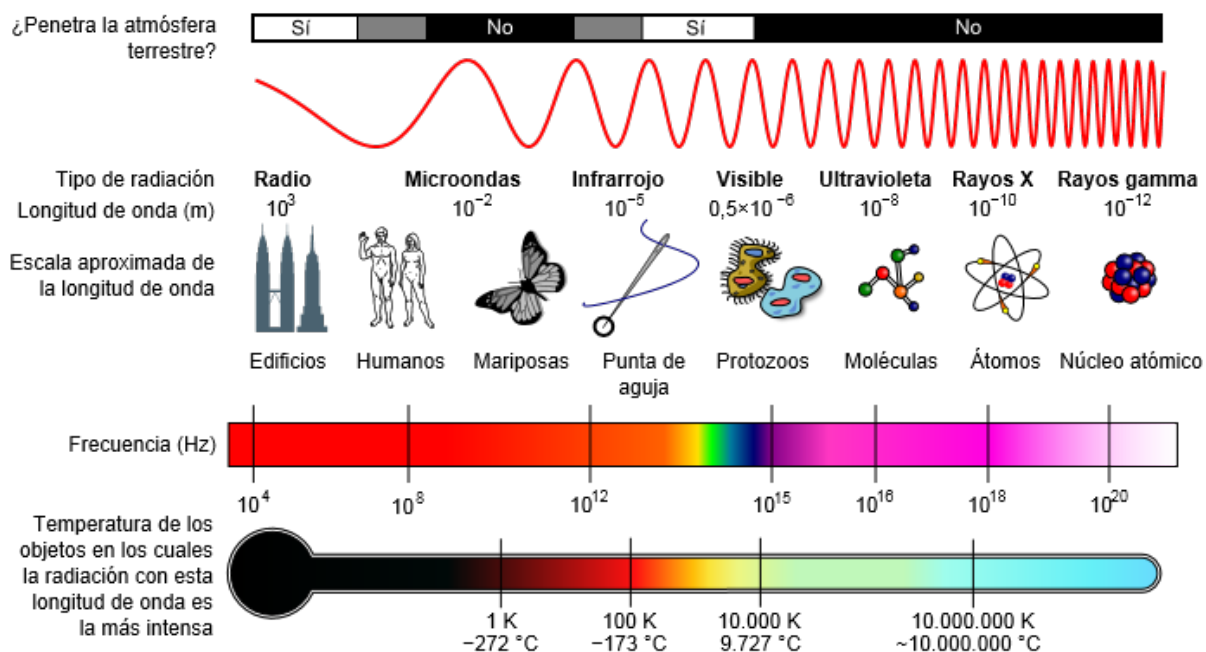 ¿Penetra la atmósfera
terrestre?
Sí No Sí No
Tipo de radiación Radio Microondas Infrarrojo Visible Ultravioleta Rayos X Rayos gamma
Longitud de onda (m) 10³ 10⁻² 10⁻⁵ 0,5×10⁻⁶ 10⁻⁸ 10⁻¹⁰ 10⁻¹²
Escala aproximada de
la longitud de onda
Edificios Humanos Mariposas Punta de Protozoos Moléculas Átomos Núcleo atómico
aguja
Frecuencia (Hz)
10⁴ 10⁸ 10¹² 10¹⁵ 10¹⁶ 10¹⁸ 10²⁰
Temperatura de los
objetos en los cuales
la radiación con esta
longitud de onda es
la más intensa
1 K 100 K 10.000 K 10.000.000 K
−272 °C −173 °C 9.727 °C ~10.000.000 °C